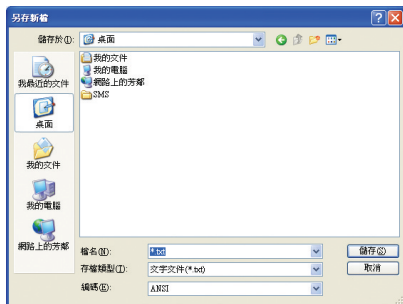 另存新檔
儲存於(I):
桌面
我的文件
我的電腦
網路上的芳鄰
SMS
我最近的文件
桌面
我的文件
我的電腦
網路上的芳鄰
檔名(N):
*.txt
儲存(S)
存檔類型(T):
文字文件(*.txt)
取消
編碼(E):
ANSI